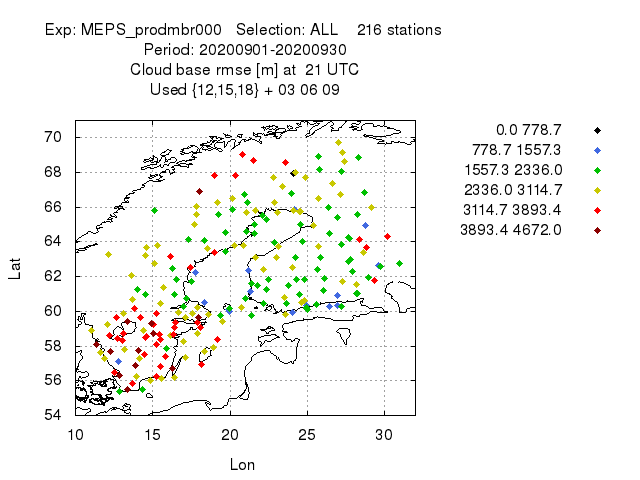 Exp: MEPS_prodmbr000 Selection: ALL 216 stations
Period: 20200901-20200930
Cloud base rmse [m] at 21 UTC
Used {12,15,18} + 03 06 09
70
68
66
64
62
60
58
56
54
10 15 20 25 30
Lat
Lon
0.0 778.7
778.7 1557.3
1557.3 2336.0
2336.0 3114.7
3114.7 3893.4
3893.4 4672.0